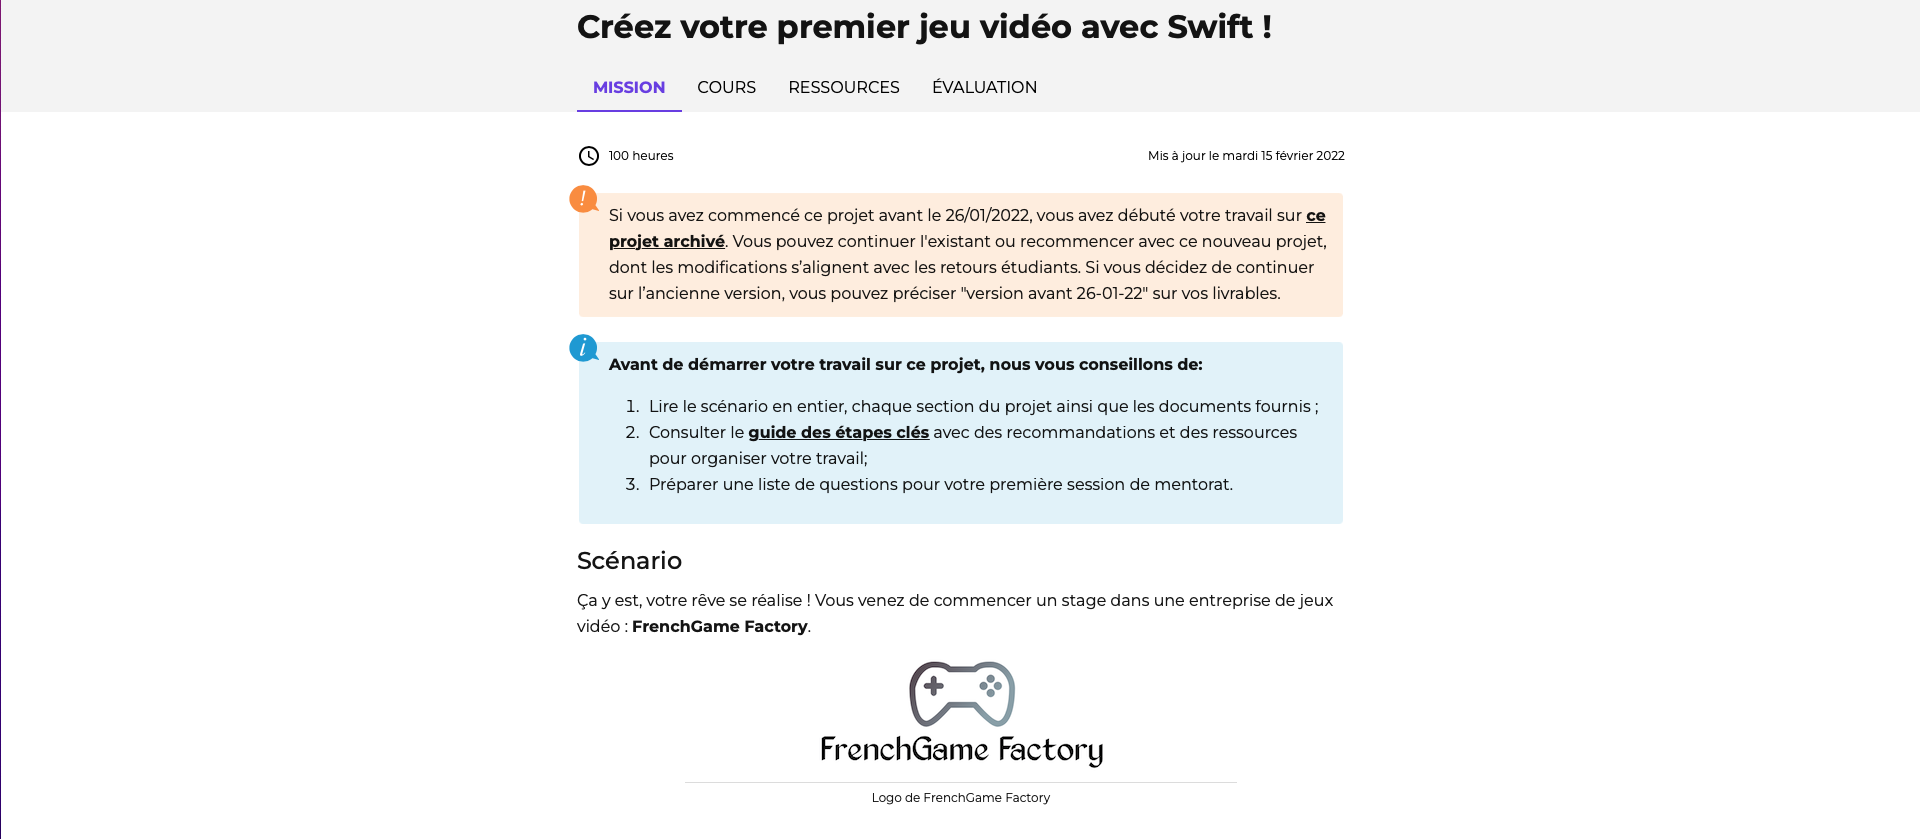 Créez votre premier jeu vidéo avec Swift !
MISSION COURS RESSOURCES ÉVALUATION
100 heures
Mis à jour le mardi 15 février 2022
Si vous avez commencé ce projet avant le 26/01/2022, vous avez débuté votre travail sur ce
projet archivé. Vous pouvez continuer l'existant ou recommencer avec ce nouveau projet,
dont les modifications s’alignent avec les retours étudiants. Si vous décidez de continuer
sur l’ancienne version, vous pouvez préciser "version avant 26-01-22" sur vos livrables.
Avant de démarrer votre travail sur ce projet, nous vous conseillons de:
1. Lire le scénario en entier, chaque section du projet ainsi que les documents fournis ;
2. Consulter le guide des étapes clés avec des recommandations et des ressources
pour organiser votre travail;
3. Préparer une liste de questions pour votre première session de mentorat.
Scénario
Ça y est, votre rêve se réalise ! Vous venez de commencer un stage dans une entreprise de jeux
vidéo : FrenchGame Factory.
FrenchGame Factory
Logo de FrenchGame Factory